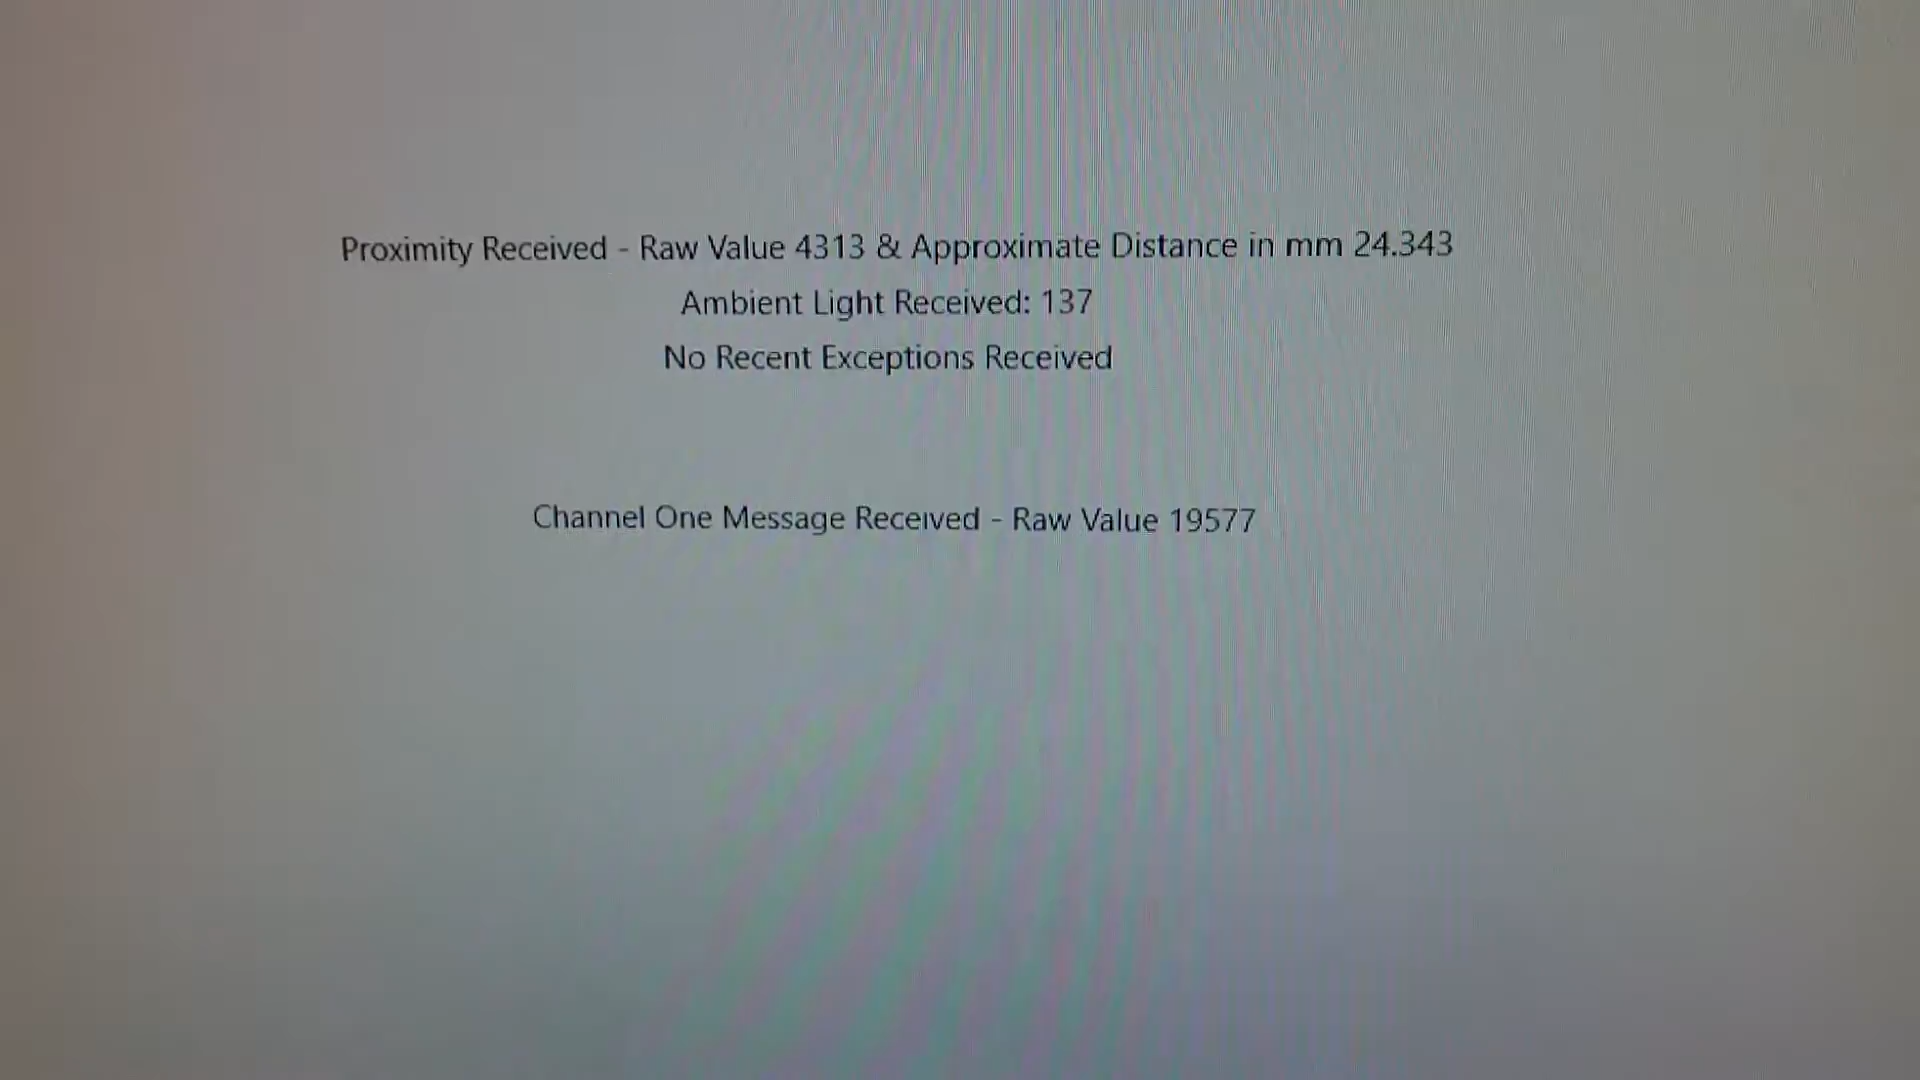 Proximity Received - Raw Value 4313 & Approximate Distance in mm 24.343
Ambient Light Received: 137
No Recent Exceptions Received
Channel One Message Received - Raw Value 19577